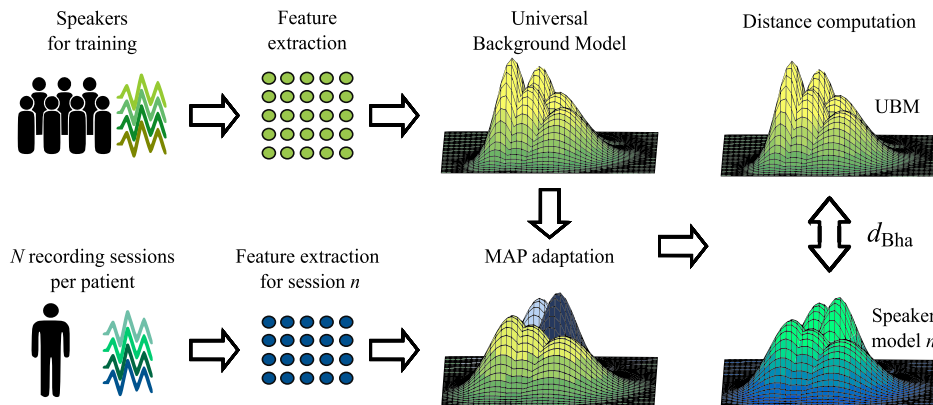 Speakers
for training
Feature
extraction
Universal
Background Model
Distance computation
UBM
N recording sessions
per patient
Feature extraction
for session n
MAP adaptation
d_Bha
Speaker
model n